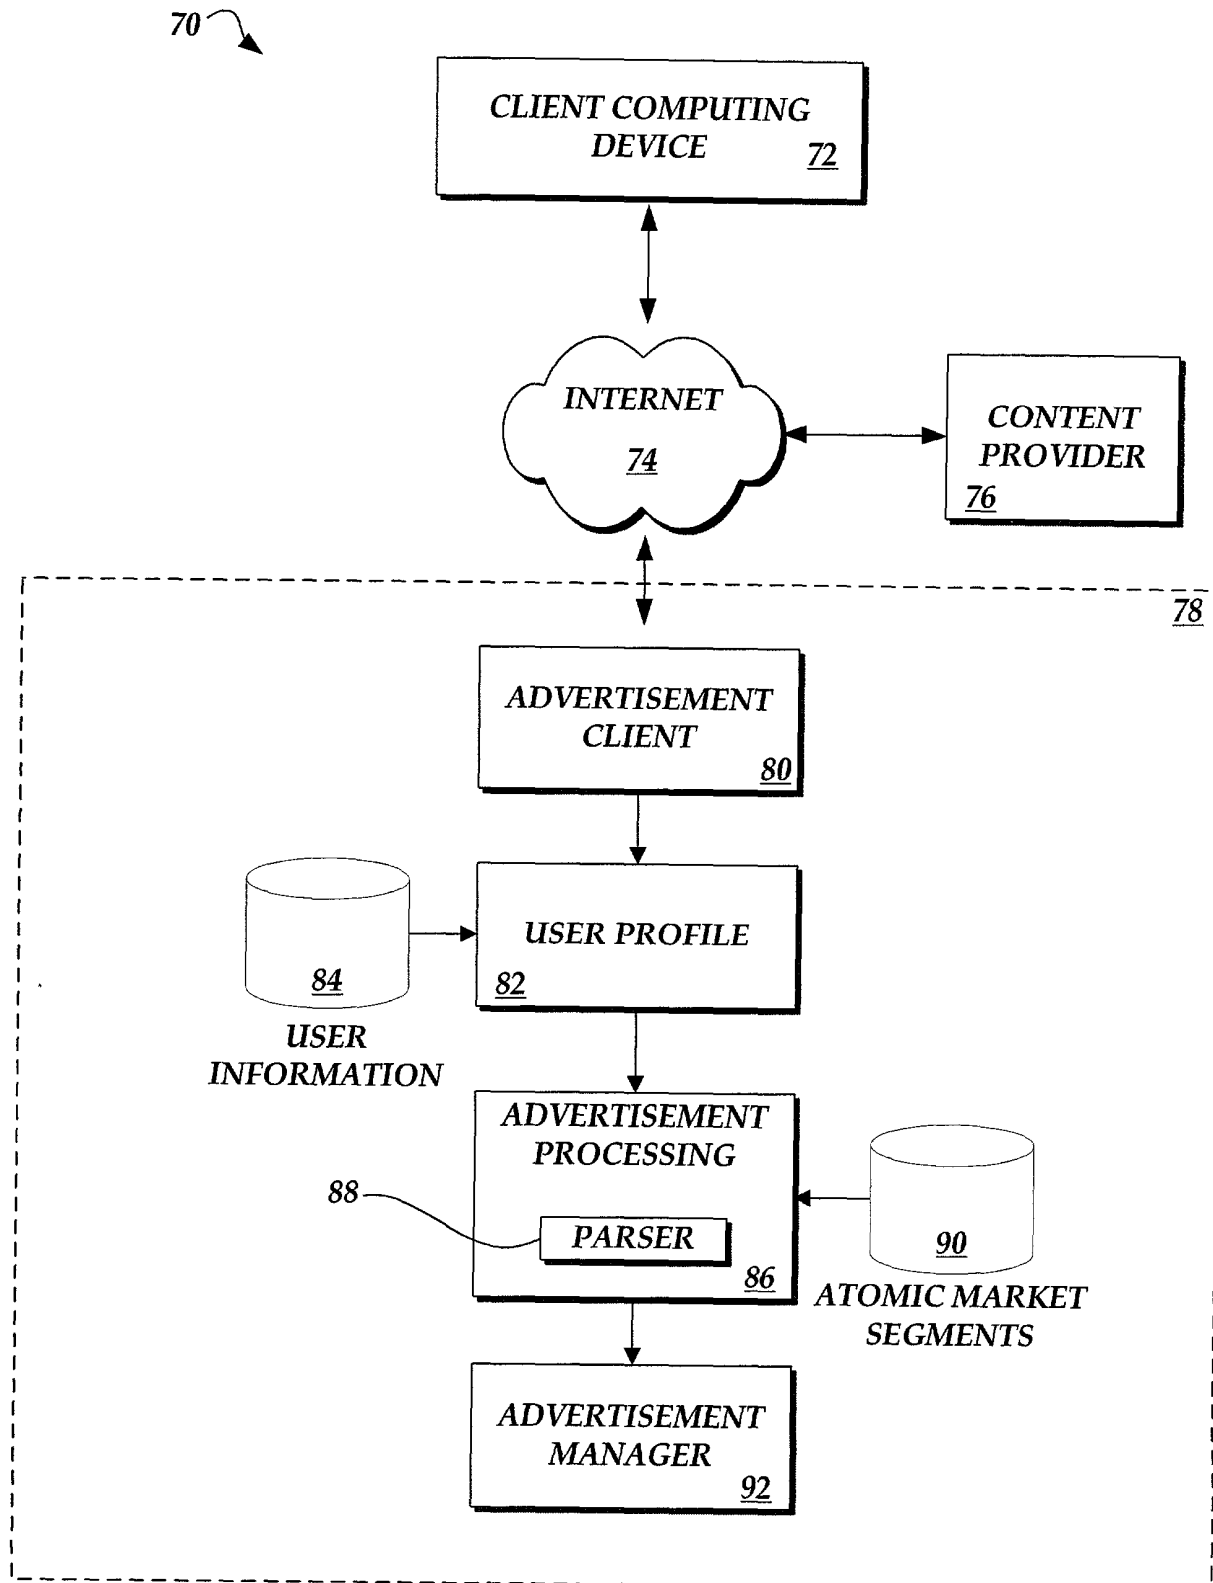 70
CLIENT COMPUTING
DEVICE
72
INTERNET
74
CONTENT
PROVIDER
76
78
ADVERTISEMENT
CLIENT
80
USER PROFILE
82
84
USER
INFORMATION
ADVERTISEMENT
PROCESSING
88
PARSER
86
90
ATOMIC MARKET
SEGMENTS
ADVERTISEMENT
MANAGER
92